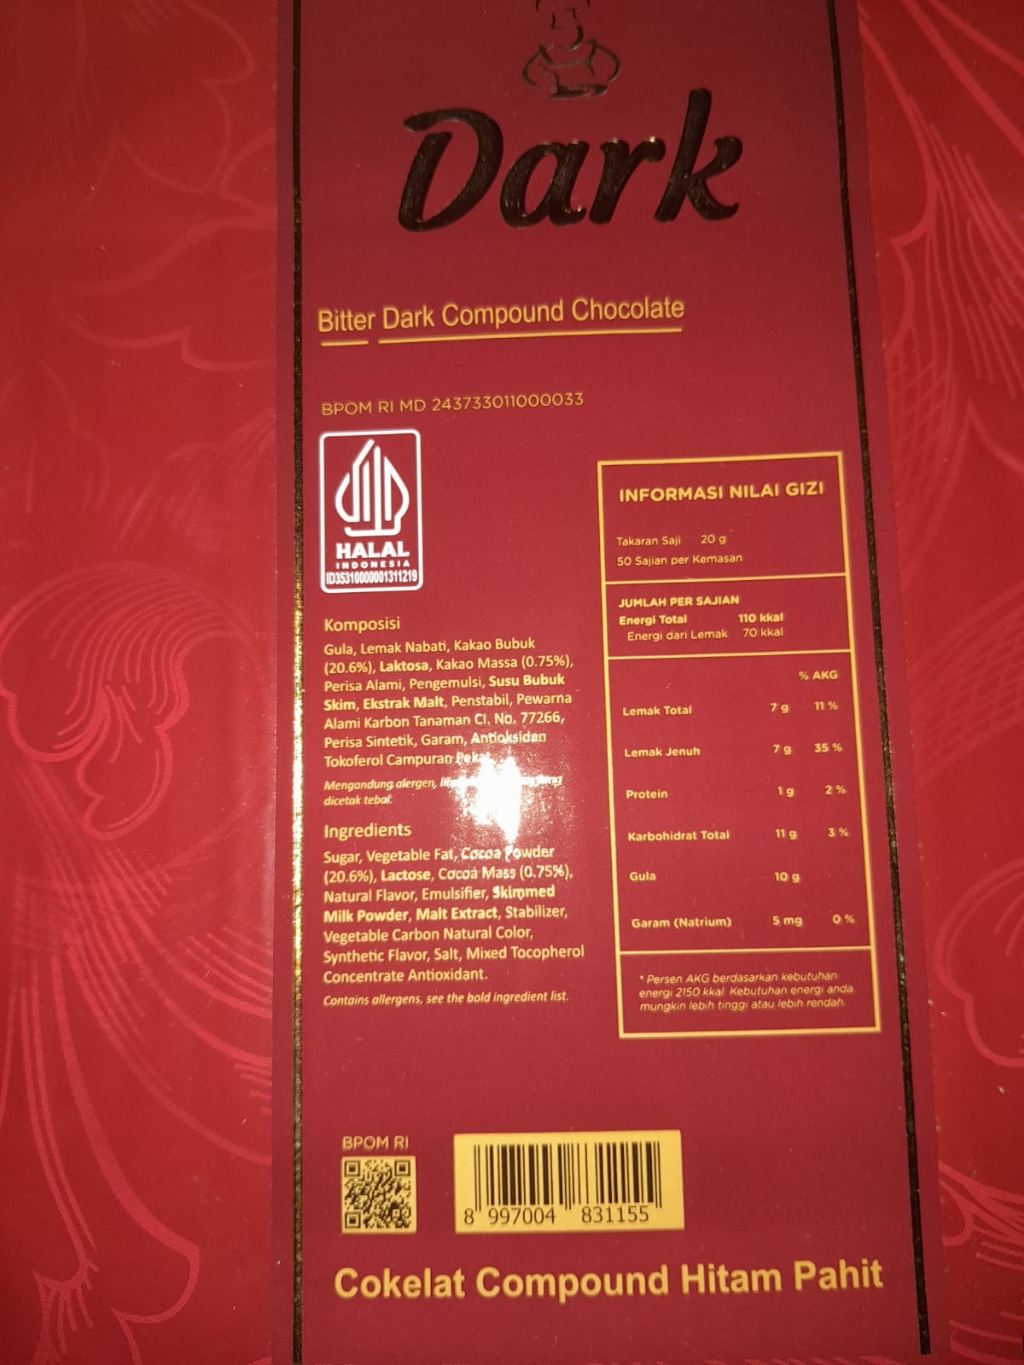 Dark
Bitter Dark Compound Chocolate
BPOM RI MD 243733011000033
HALAL
INDONESIA
ID35310000001311219
Komposisi
Gula, Lemak Nabati, Kakao Bubuk
(20.6%), Laktosa, Kakao Massa (0.75%),
Perisa Alami, Pengemulsi, Susu Bubuk
Skim, Ekstrak Malt, Penstabil, Pewarna
Alami Karbon Tanaman CI. No. 77266,
Perisa Sintetik, Garam, Antioksidan
Tokoferol Campuran Pekat
Mengandung alergen,
dicetak tebal.
Ingredients
Sugar, Vegetable Fat, Cocoa Powder
(20.6%), Lactose, Cocoa Mass (0.75%),
Natural Flavor, Emulsifier, Skimmed
Milk Powder, Malt Extract, Stabilizer,
Vegetable Carbon Natural Color,
Synthetic Flavor, Salt, Mixed Tocopherol
Concentrate Antioxidant.
Contains allergens, see the bold ingredient list.
INFORMASI NILAI GIZI
Takaran Saji 20 g
50 Sajian per Kemasan
JUMLAH PER SAJIAN
Energi Total 110 kkal
Energi dari Lemak 70 kkal
% AKG
Lemak Total 7 g 11 %
Lemak Jenuh 7 g 35 %
Protein 1 g 2 %
Karbohidrat Total 11 g 3 %
Gula 10 g
Garam (Natrium) 5 mg 0 %
* Persen AKG berdasarkan kebutuhan
energi 2150 kkal. Kebutuhan energi anda
mungkin lebih tinggi atau lebih rendah.
BPOM RI
8 997004 831155
Cokelat Compound Hitam Pahit